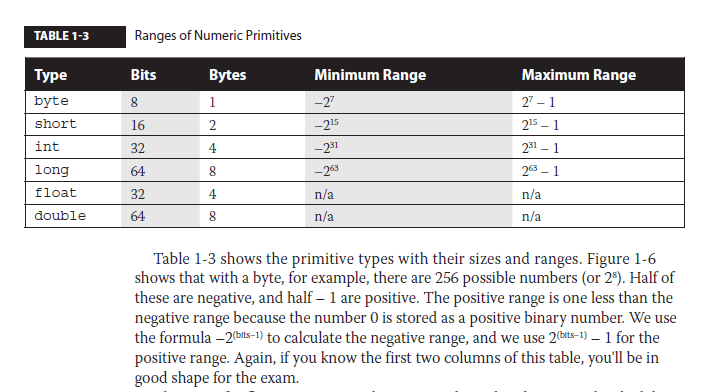 TABLE 1-3 Ranges of Numeric Primitives
Type Bits Bytes Minimum Range Maximum Range
byte 8 1 –2⁷ 2⁷ – 1
short 16 2 –2¹⁵ 2¹⁵ – 1
int 32 4 –2³¹ 2³¹ – 1
long 64 8 –2⁶³ 2⁶³ – 1
float 32 4 n/a n/a
double 64 8 n/a n/a
Table 1-3 shows the primitive types with their sizes and ranges. Figure 1-6
shows that with a byte, for example, there are 256 possible numbers (or 2⁸). Half of
these are negative, and half – 1 are positive. The positive range is one less than the
negative range because the number 0 is stored as a positive binary number. We use
the formula –2⁽ᵇⁱᵗˢ⁻¹⁾ to calculate the negative range, and we use 2⁽ᵇⁱᵗˢ⁻¹⁾ – 1 for the
positive range. Again, if you know the first two columns of this table, you'll be in
good shape for the exam.